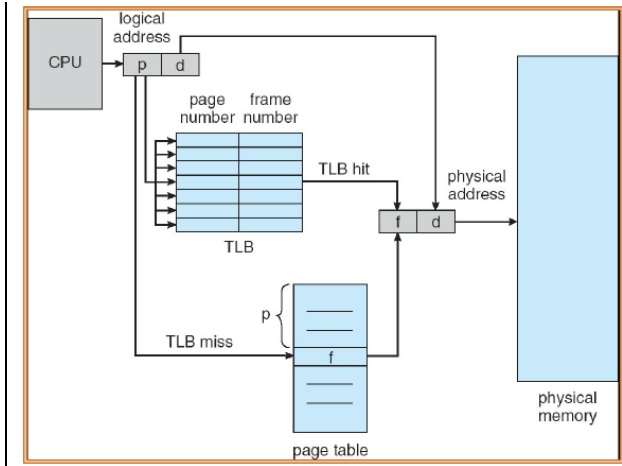 logical
address
CPU
p d
page frame
number number
TLB hit
physical
address
f d
TLB
p
TLB miss
f
page table
physical
memory